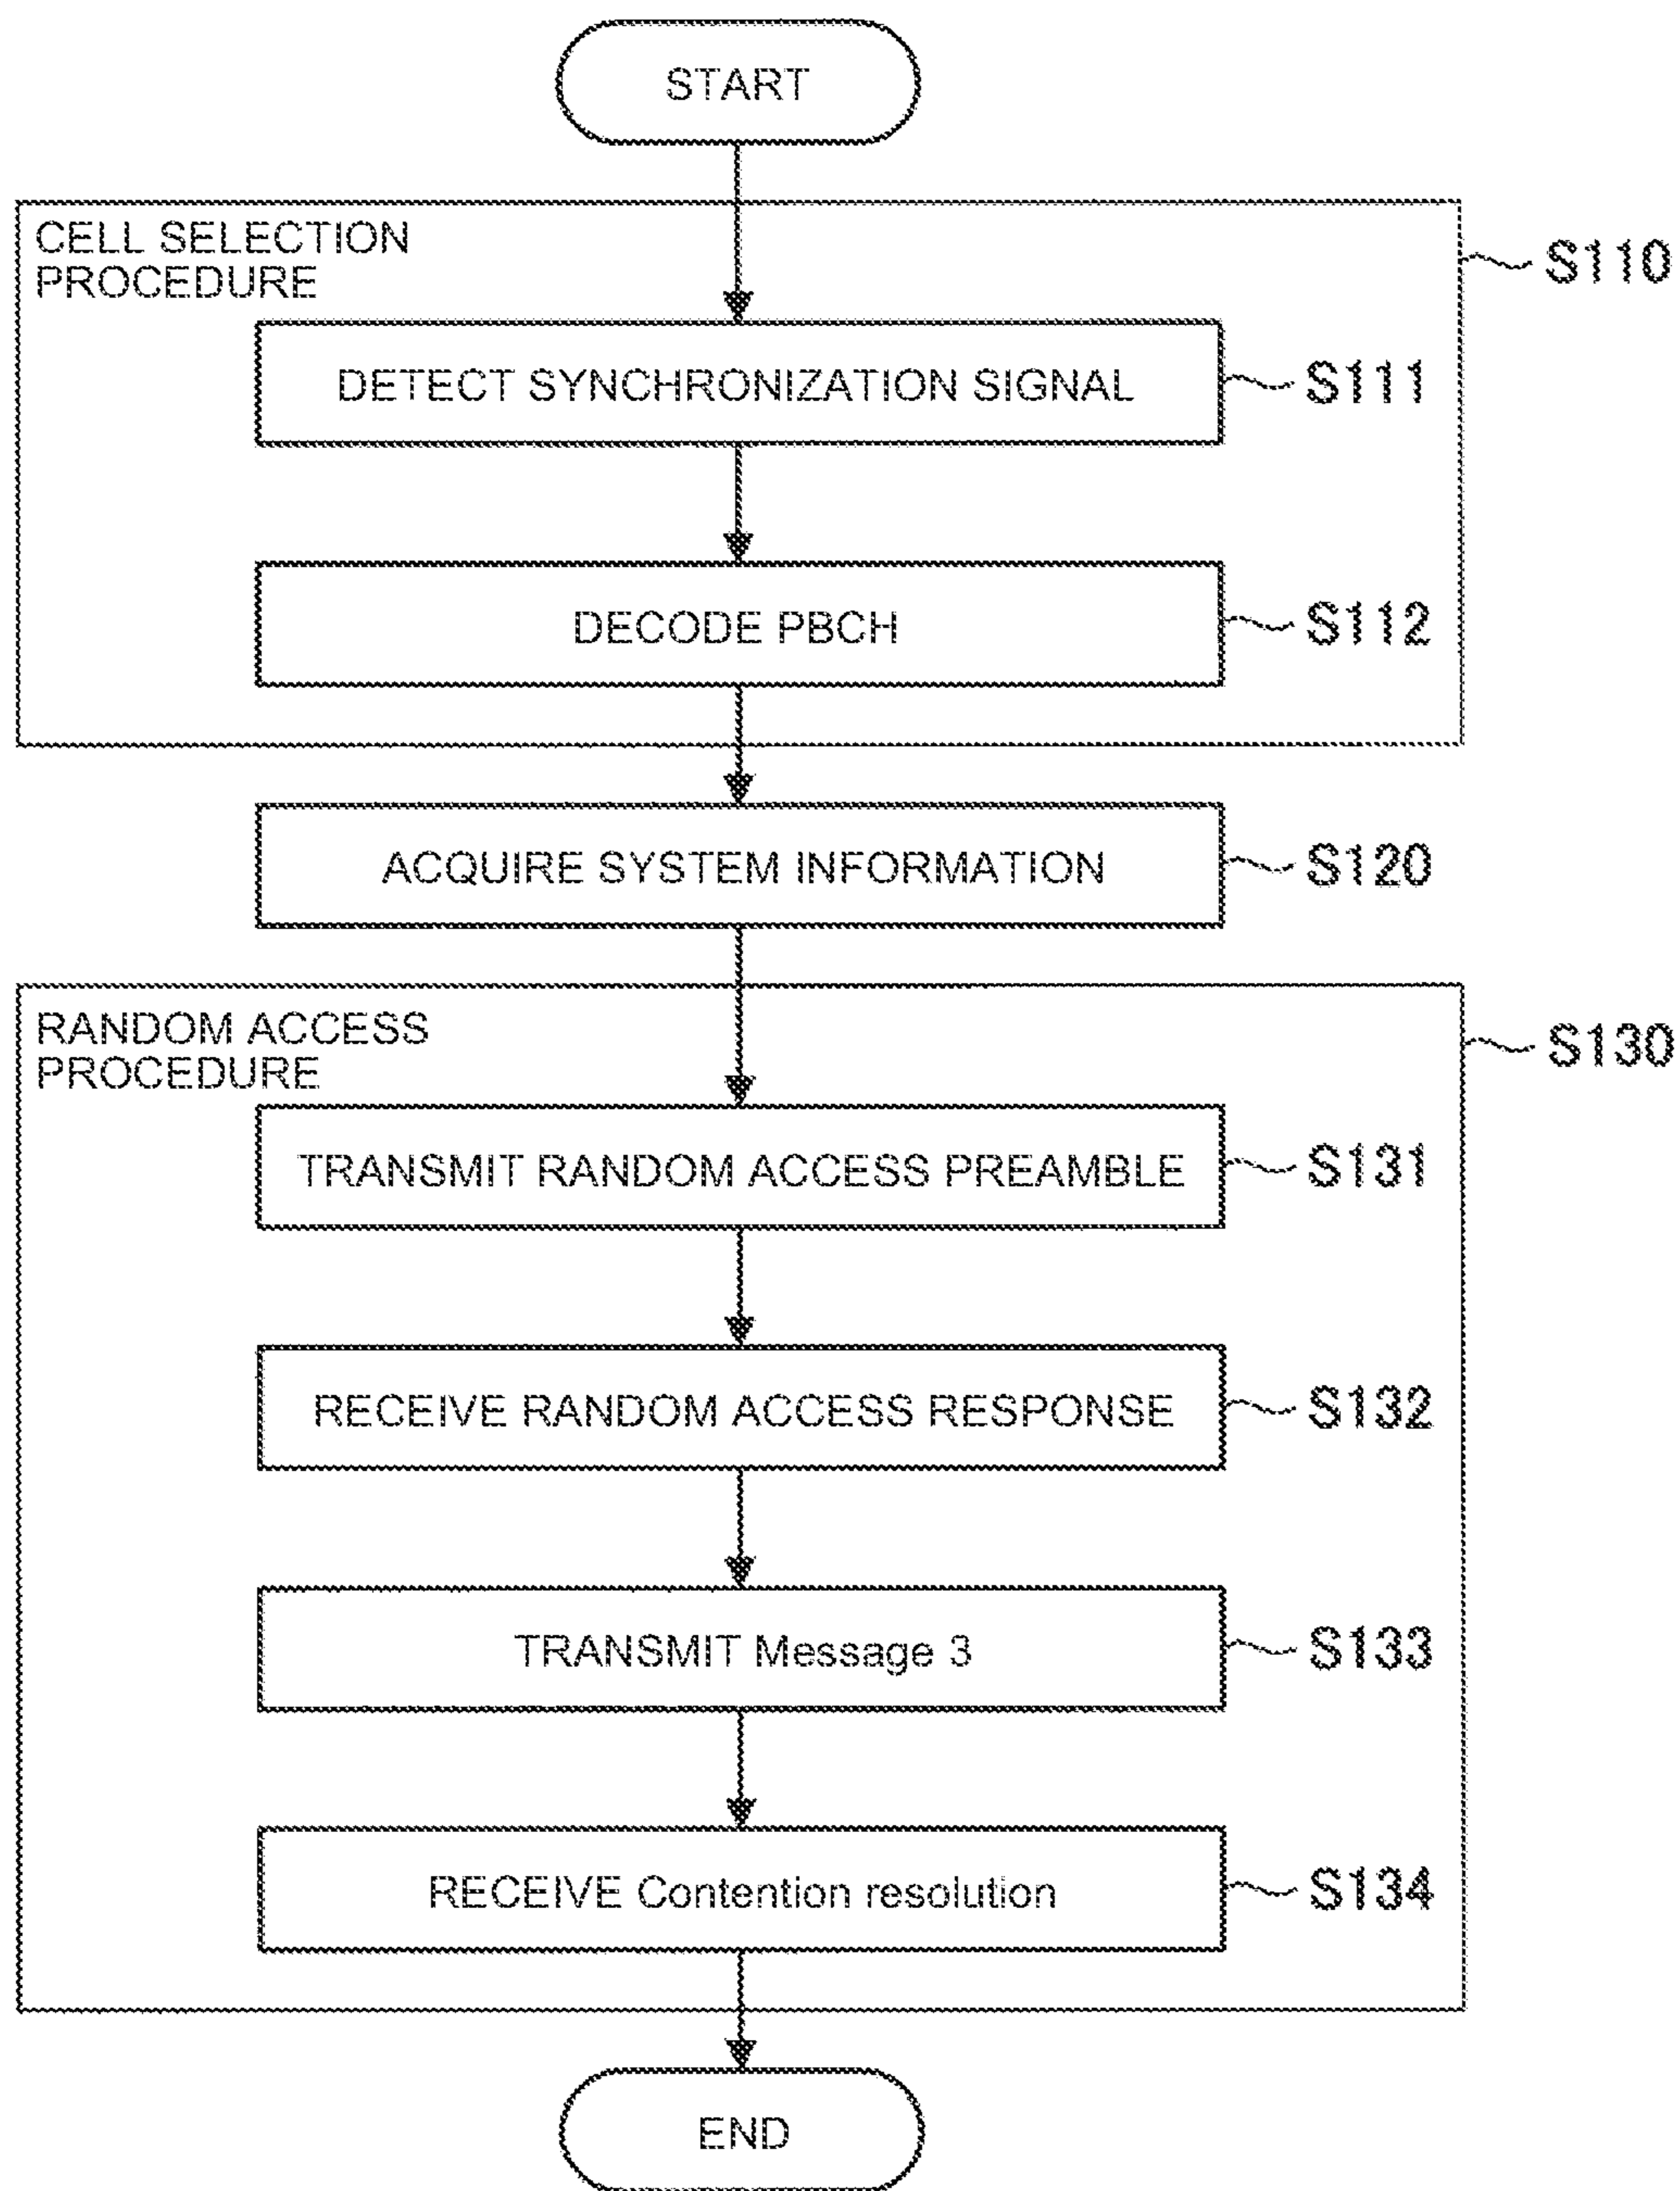 START
CELL SELECTION
PROCEDURE
S110
DETECT SYNCHRONIZATION SIGNAL
S111
DECODE PBCH
S112
ACQUIRE SYSTEM INFORMATION
S120
RANDOM ACCESS
PROCEDURE
S130
TRANSMIT RANDOM ACCESS PREAMBLE
S131
RECEIVE RANDOM ACCESS RESPONSE
S132
TRANSMIT Message 3
S133
RECEIVE Contention resolution
S134
END